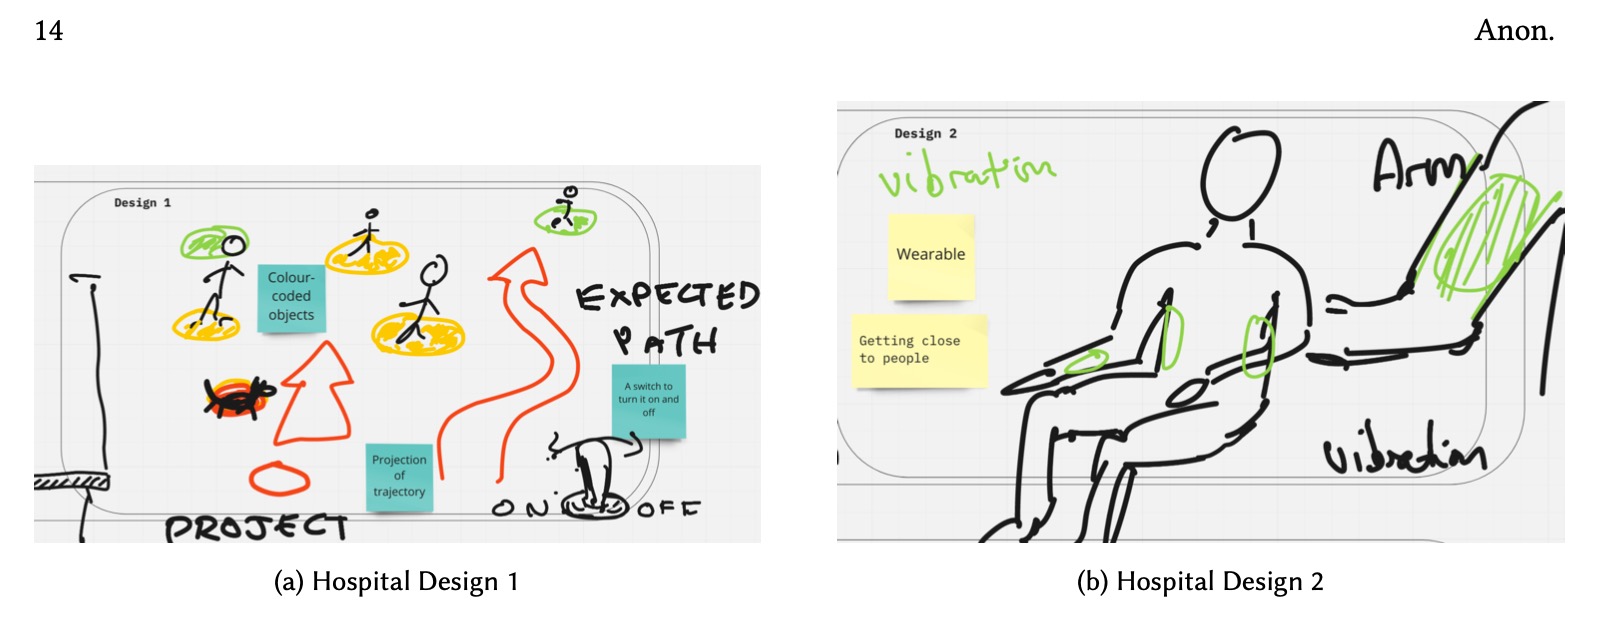 14
Anon.
Design 1
Colour-
coded
objects
EXPECTED
PATH
A switch to
turn it on and
off
Projection
of
trajectory
ON OFF
PROJECT
(a) Hospital Design 1
Design 2
vibration
Wearable
Getting close
to people
Arm
vibration
(b) Hospital Design 2